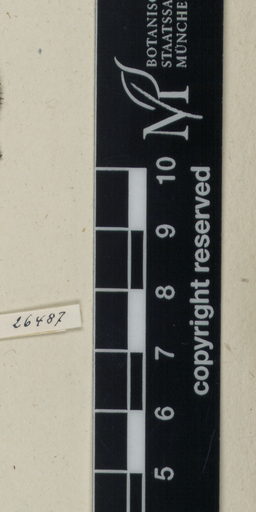 BOTANISC
STAATSSA
MÜNCHE
M
10
9
8
7
6
5
copyright reserved
26487